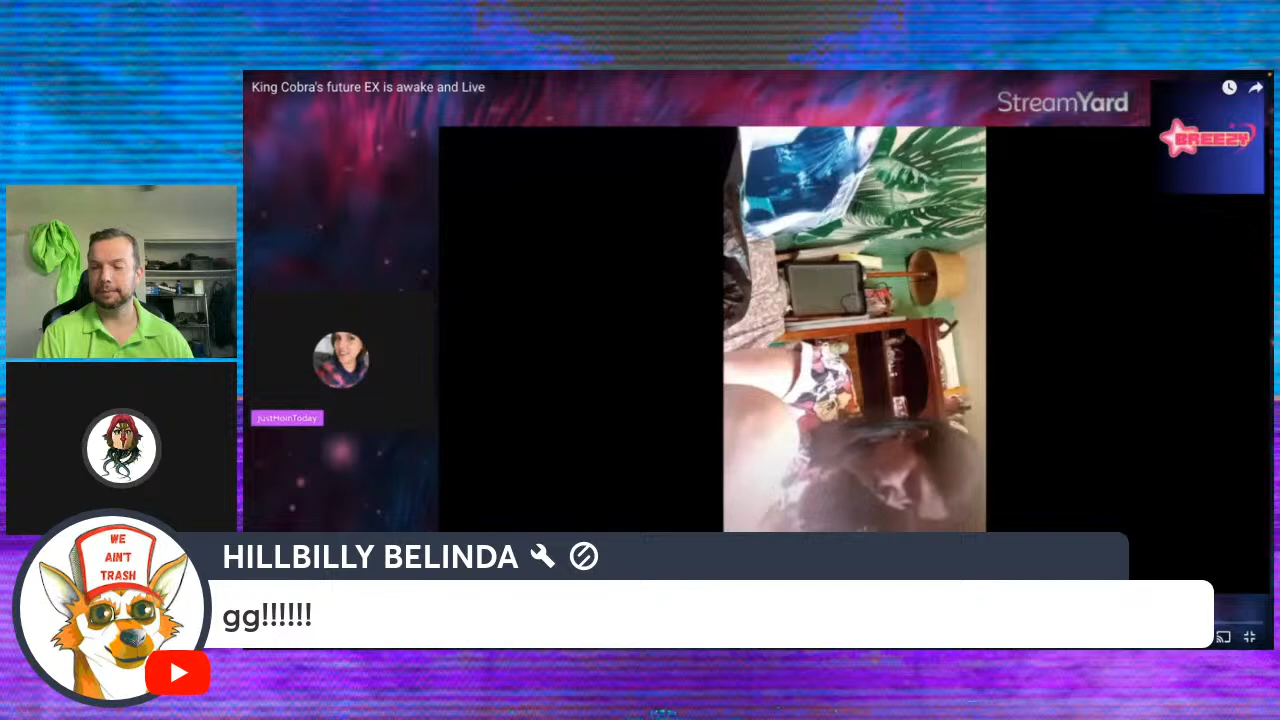 King Cobra's future EX is awake and Live
StreamYard
BREEZY
JustMoinToday
WE
AIN'T
TRASH
HILLBILLY BELINDA
gg!!!!!!